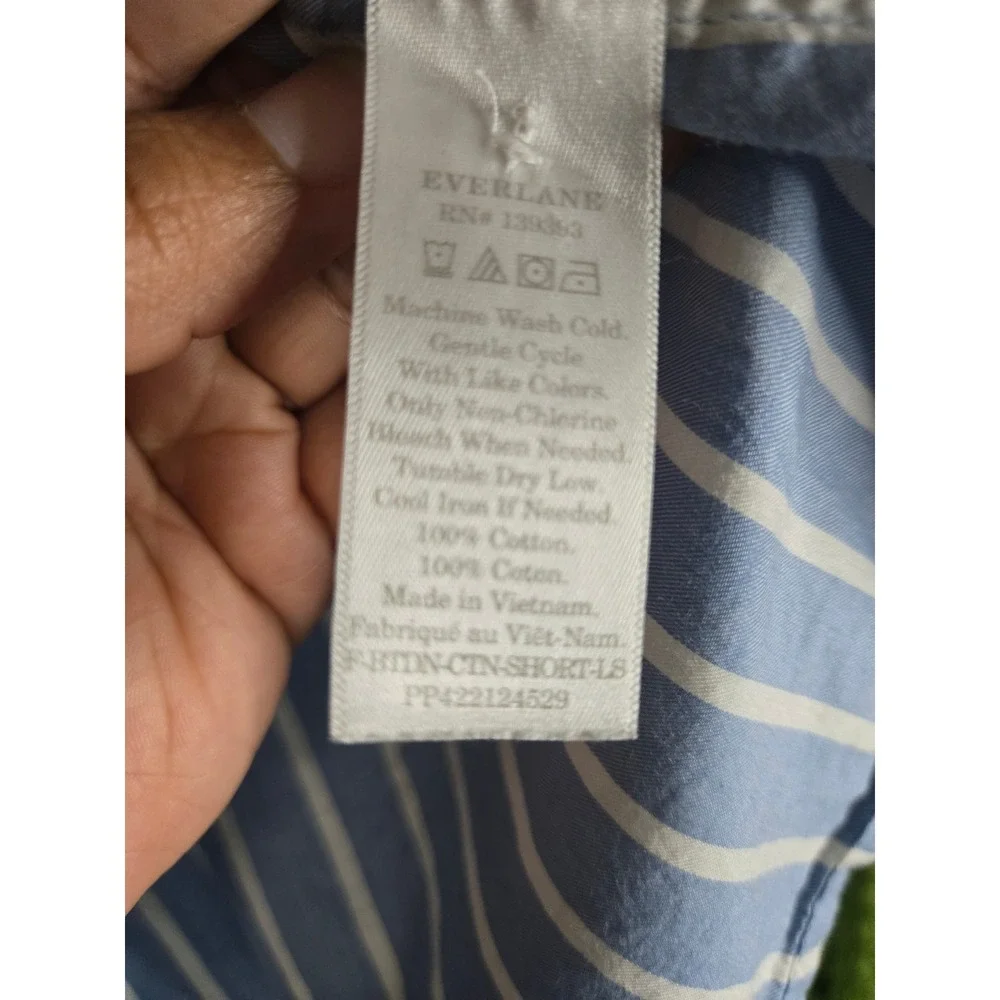 EVERLANE
RN# 139393
Machine Wash Cold.
Gentle Cycle
With Like Colors.
Only Non-Chlorine
Bleach When Needed.
Tumble Dry Low.
Cool Iron If Needed.
100% Cotton.
100% Coton.
Made in Vietnam.
Fabriqué au Viêt-Nam.
F-BTDN-CTN-SHORT-LS
PP422124529